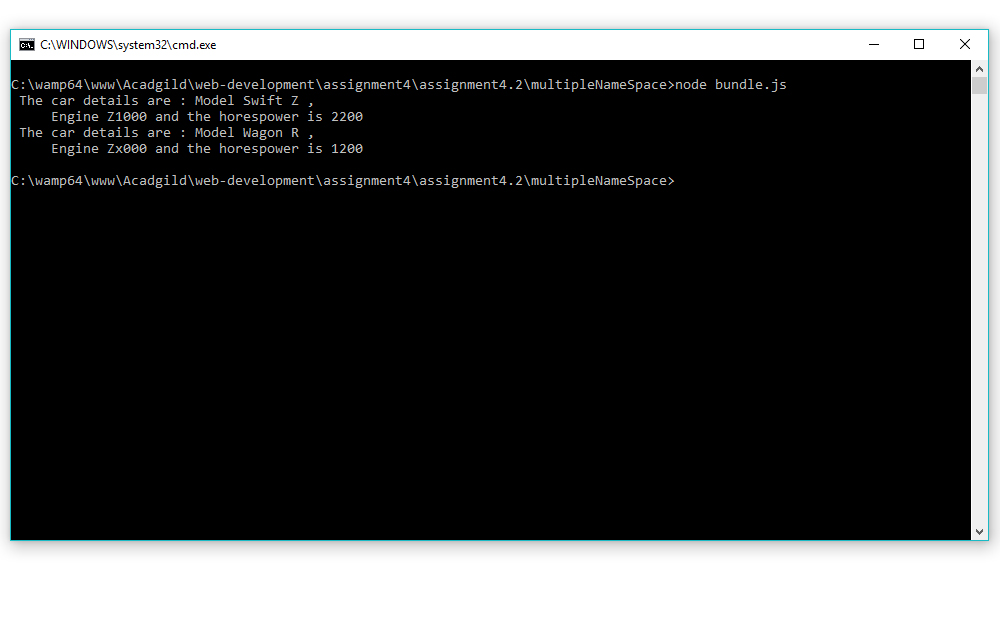 C:\WINDOWS\system32\cmd.exe
C:\wamp64\www\Acadgild\web-development\assignment4\assignment4.2\multipleNameSpace>node bundle.js
 The car details are : Model Swift Z ,
     Engine Z1000 and the horespower is 2200
 The car details are : Model Wagon R ,
     Engine Zx000 and the horespower is 1200
C:\wamp64\www\Acadgild\web-development\assignment4\assignment4.2\multipleNameSpace>